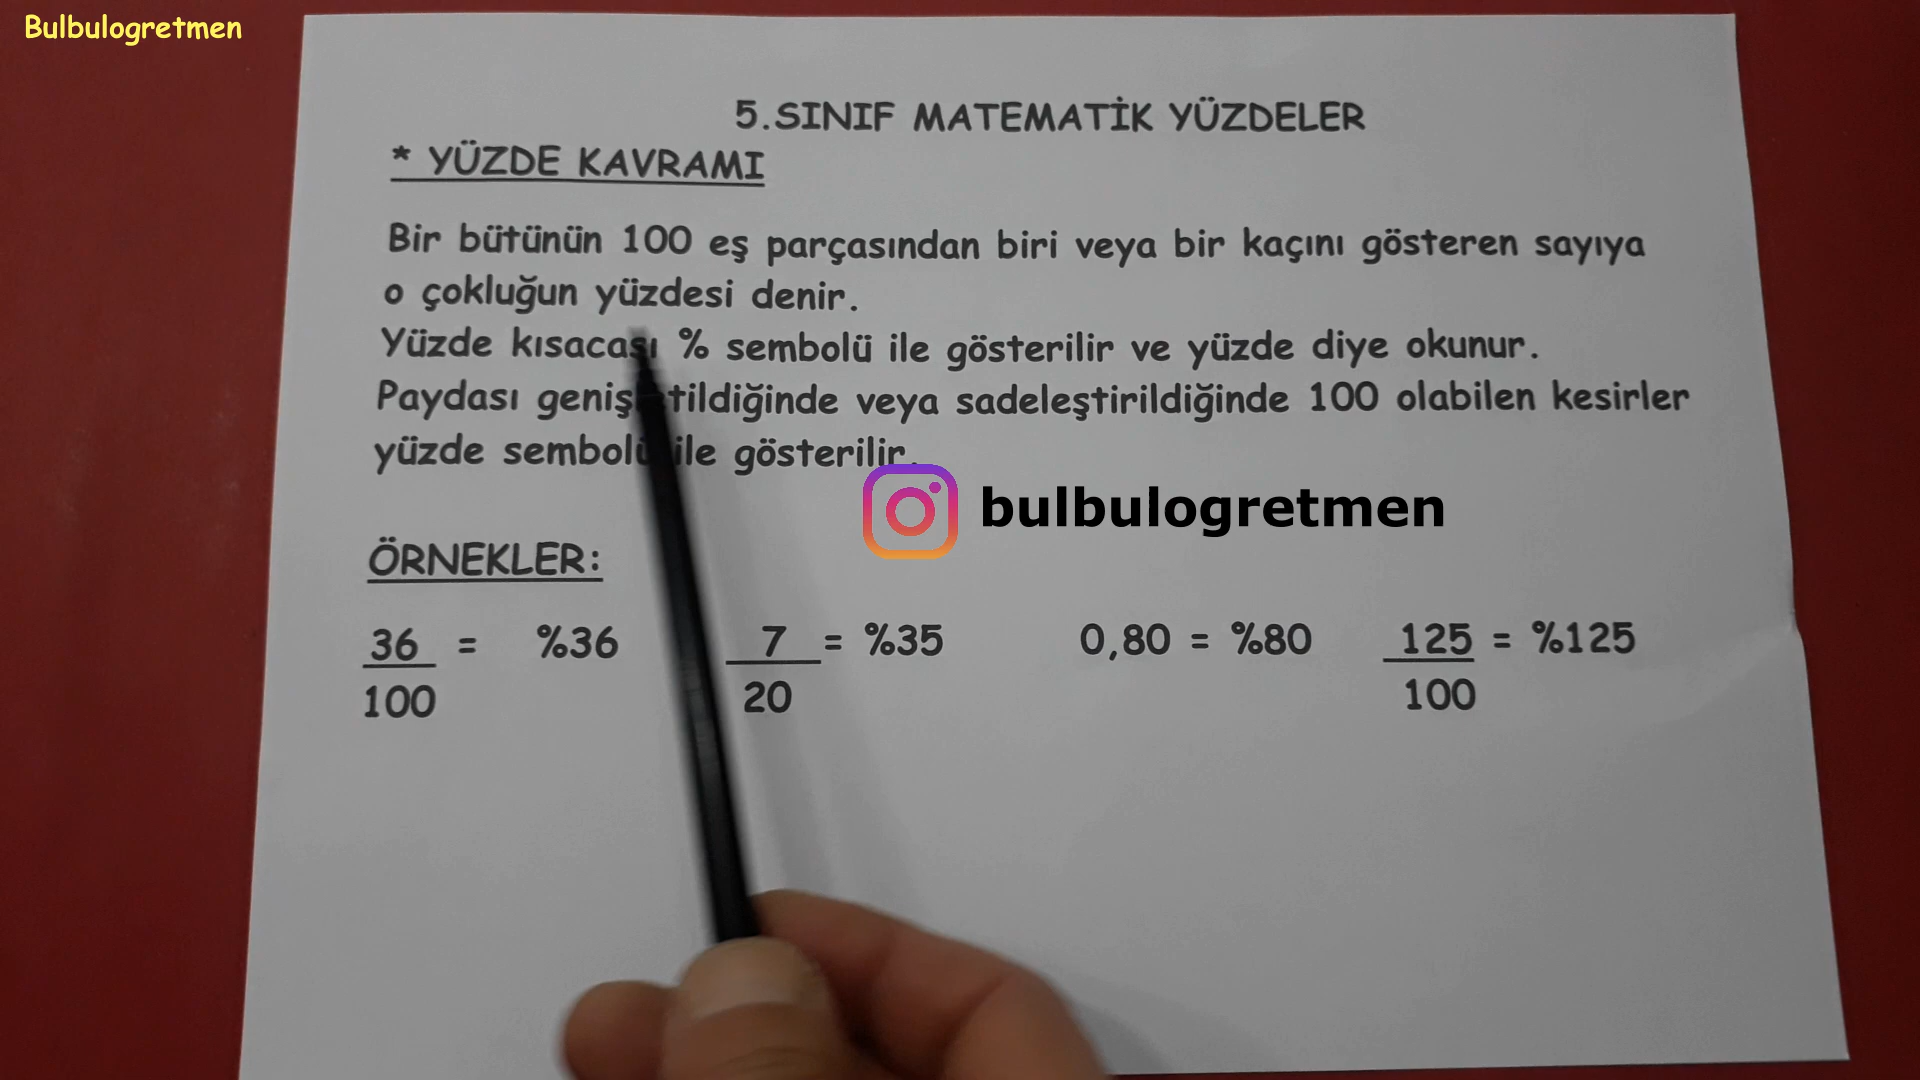 Bulbulogretmen
5.SINIF MATEMATİK YÜZDELER
* YÜZDE KAVRAMI
Bir bütünün 100 eş parçasından biri veya bir kaçını gösteren sayıya
o çokluğun yüzdesi denir.
Yüzde kısacası % sembolü ile gösterilir ve yüzde diye okunur.
Paydası genişletildiğinde veya sadeleştirildiğinde 100 olabilen kesirler
yüzde sembolü ile gösterilir.
bulbulogretmen
ÖRNEKLER:
36/100 = %36 7/20 = %35 0,80 = %80 125/100 = %125